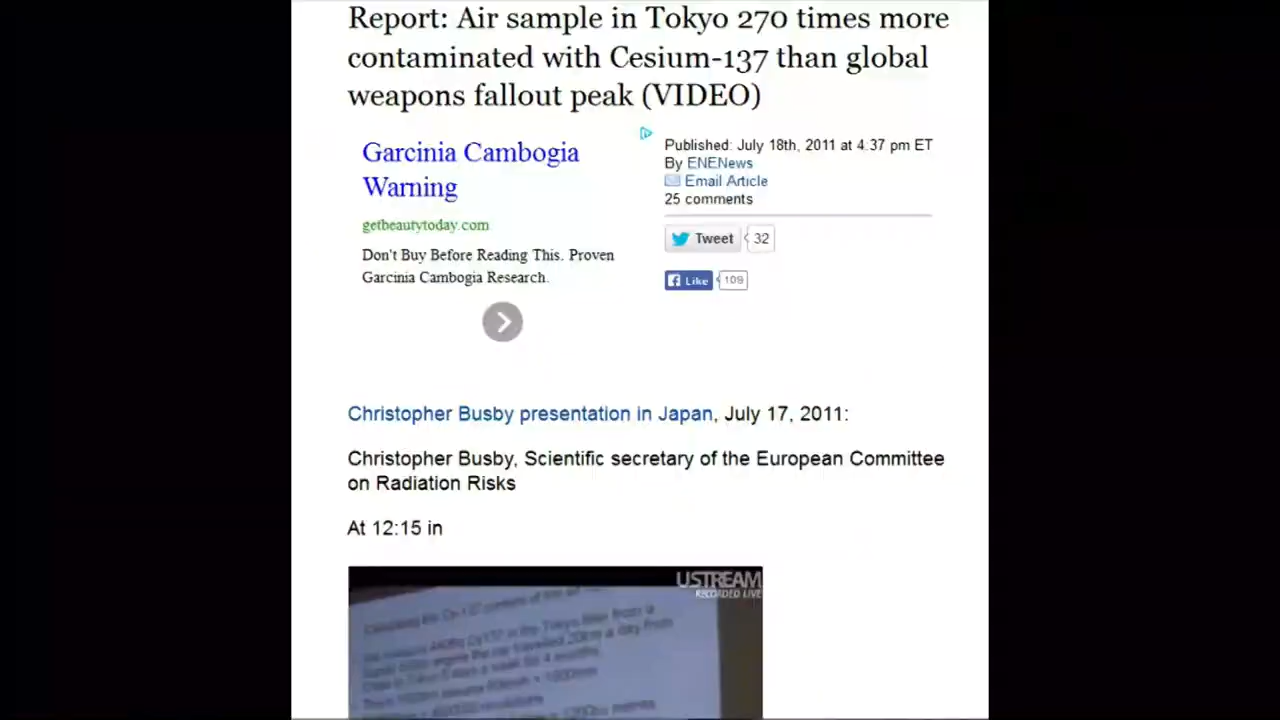 Report: Air sample in Tokyo 270 times more
contaminated with Cesium-137 than global
weapons fallout peak (VIDEO)
Garcinia Cambogia
Warning
getbeautytoday.com
Don't Buy Before Reading This. Proven
Garcinia Cambogia Research.
Published: July 18th, 2011 at 4:37 pm ET
By ENENews
Email Article
25 comments
Tweet 32
Like 109
Christopher Busby presentation in Japan, July 17, 2011:
Christopher Busby, Scientific secretary of the European Committee
on Radiation Risks
At 12:15 in
USTREAM
RECORDED LIVE